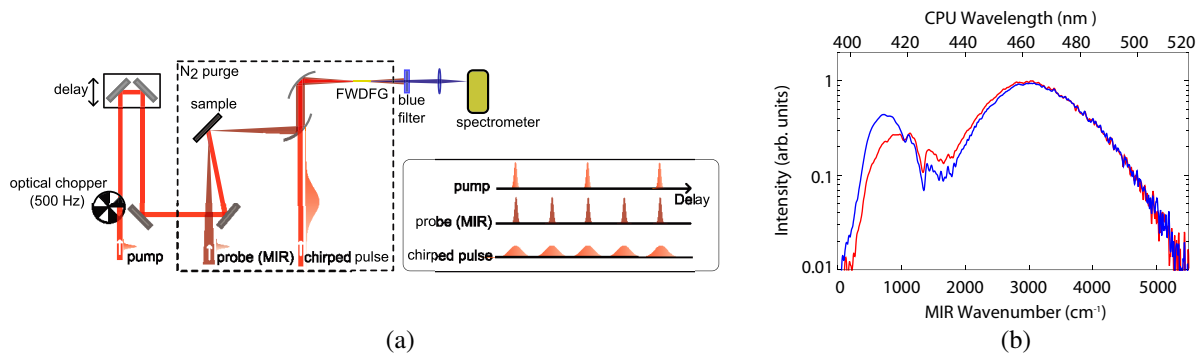 N2 purge
delay
sample
FWDFG
blue
filter
spectrometer
optical chopper
(500 Hz)
pump
probe (MIR)
chirped pulse
pump
Delay
probe (MIR)
chirped pulse
(a)
CPU Wavelength (nm )
400 420 440 460 480 500 520
Intensity (arb. units)
1
0.1
0.01
0 1000 2000 3000 4000 5000
MIR Wavenumber (cm-1)
(b)